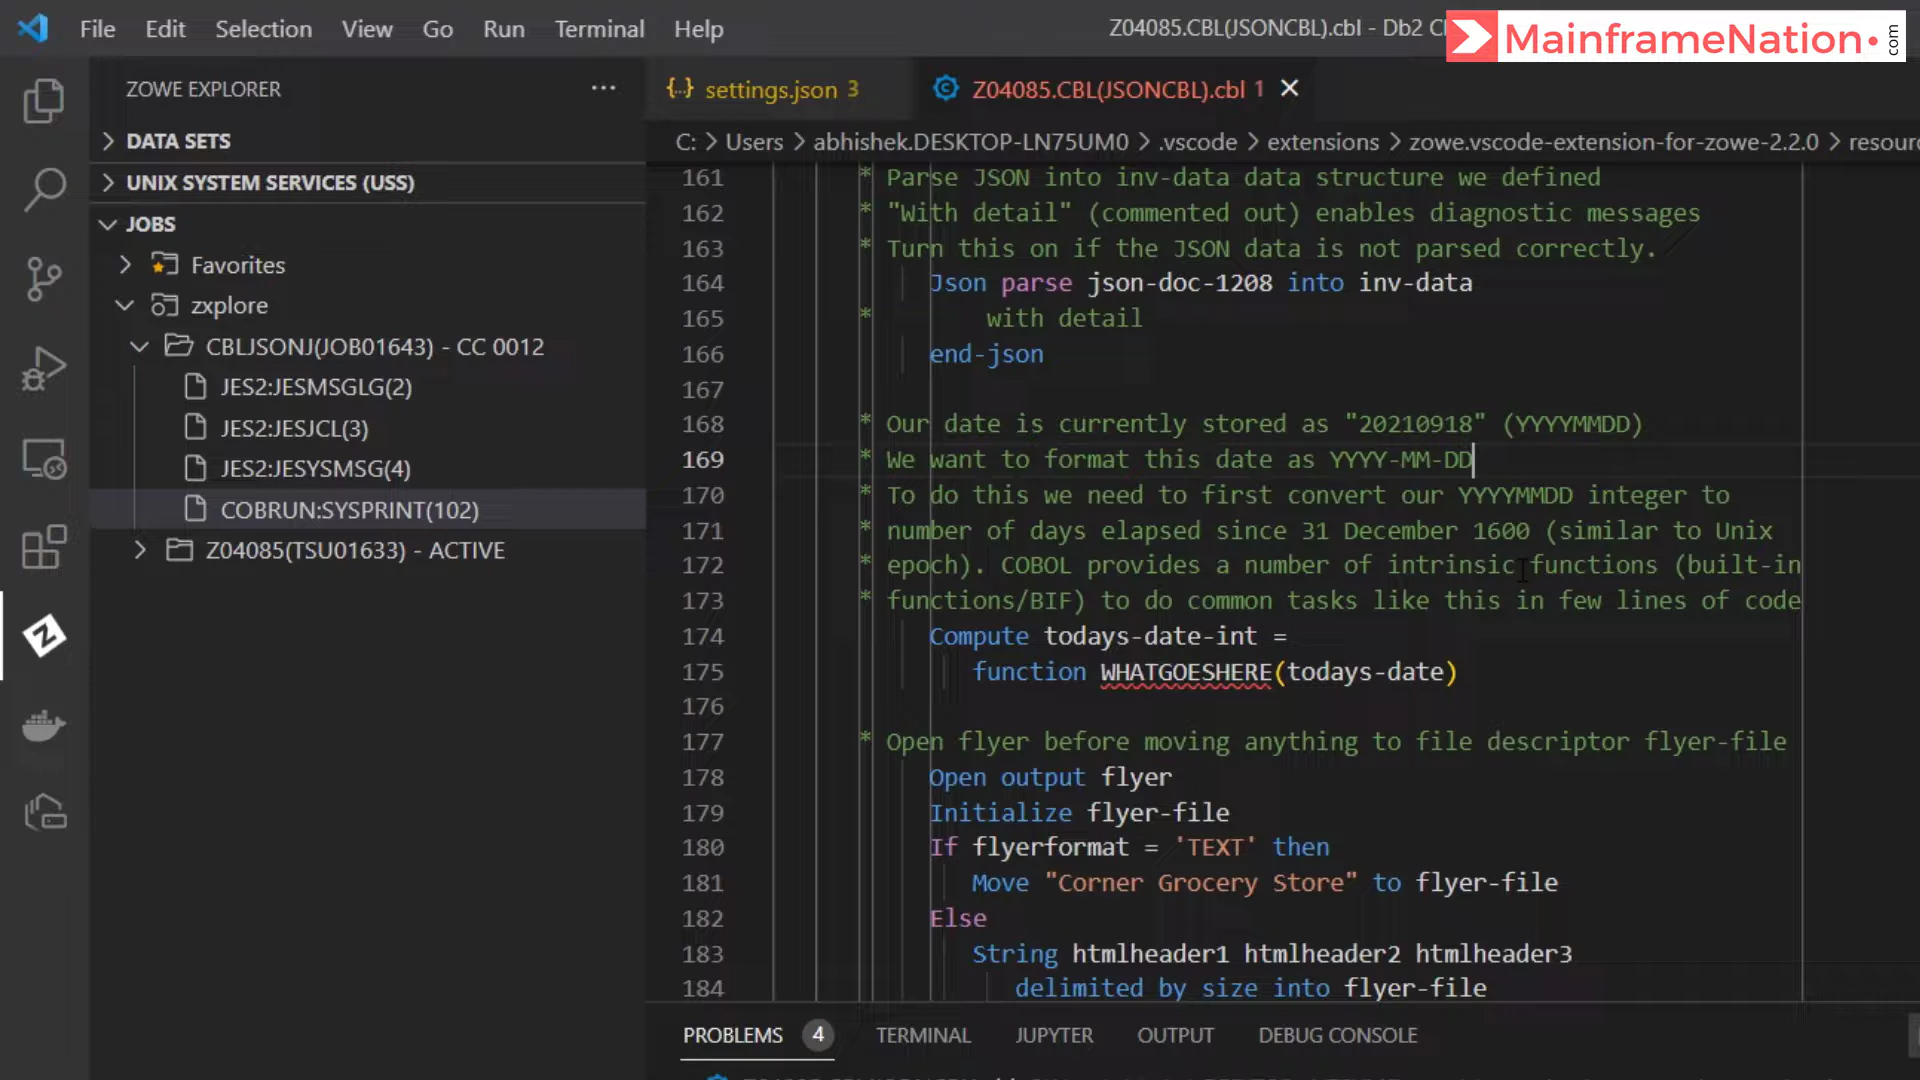 File Edit Selection View Go Run Terminal Help
Z04085.CBL(JSONCBL).cbl - Db2
MainframeNation.com
ZOWE EXPLORER
settings.json 3
Z04085.CBL(JSONCBL).cbl 1
C: > Users > abhishek.DESKTOP-LN75UM0 > .vscode > extensions > zowe.vscode-extension-for-zowe-2.2.0 >
DATA SETS
UNIX SYSTEM SERVICES (USS)
JOBS
Favorites
zxplore
CBLJSONJ(JOB01643) - CC 0012
JES2:JESMSGLG(2)
JES2:JESJCL(3)
JES2:JESYSMSG(4)
COBRUN:SYSPRINT(102)
Z04085(TSU01633) - ACTIVE
161 * Parse JSON into inv-data data structure we defined
162 * "With detail" (commented out) enables diagnostic messages
163 * Turn this on if the JSON data is not parsed correctly.
164 Json parse json-doc-1208 into inv-data
165 * with detail
166 end-json
167
168 * Our date is currently stored as "20210918" (YYYYMMDD)
169 * We want to format this date as YYYY-MM-DD
170 * To do this we need to first convert our YYYYMMDD integer to
171 * number of days elapsed since 31 December 1600 (similar to Unix
172 * epoch). COBOL provides a number of intrinsic functions (built-in
173 * functions/BIF) to do common tasks like this in few lines of code
174 Compute todays-date-int =
175 function WHATGOESHERE(todays-date)
176
177 * Open flyer before moving anything to file descriptor flyer-file
178 Open output flyer
179 Initialize flyer-file
180 If flyerformat = 'TEXT' then
181 Move "Corner Grocery Store" to flyer-file
182 Else
183 String htmlheader1 htmlheader2 htmlheader3
184 delimited by size into flyer-file
PROBLEMS 4 TERMINAL JUPYTER OUTPUT DEBUG CONSOLE